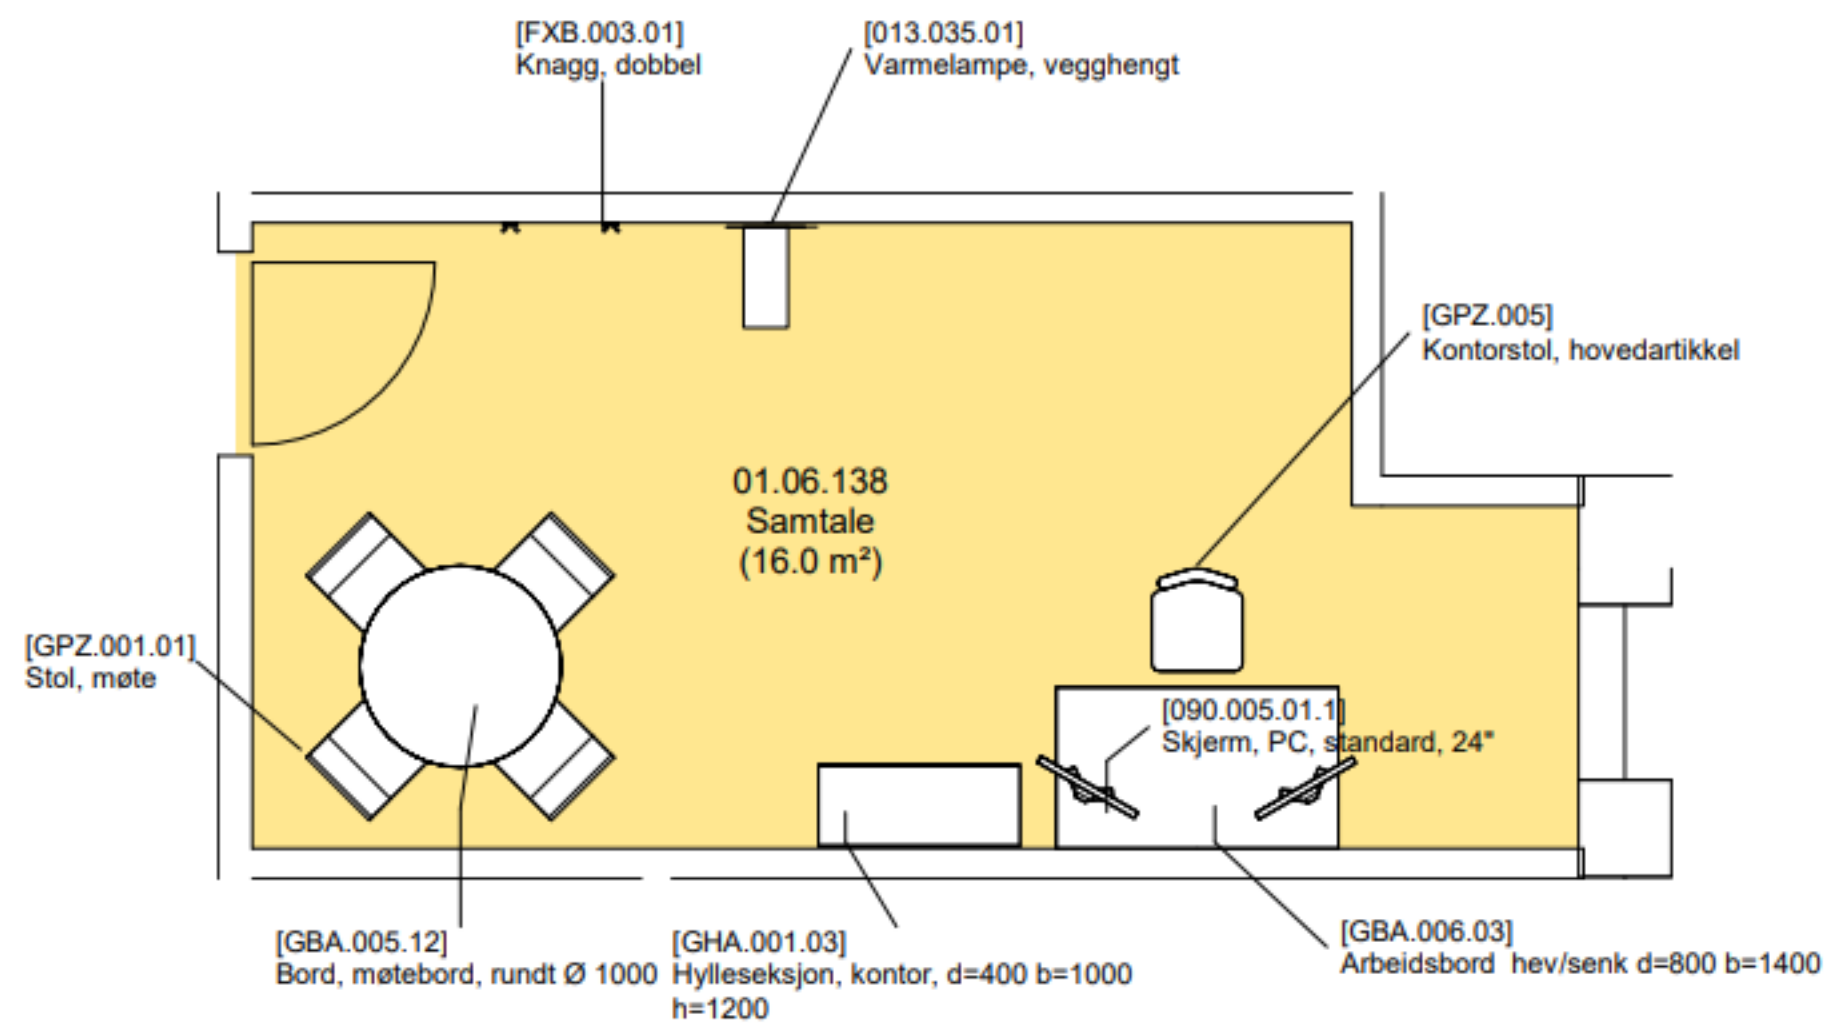 [FXB.003.01]
Knagg, dobbel
[013.035.01]
Varmelampe, vegghengt
[GPZ.005]
Kontorstol, hovedartikkel
01.06.138
Samtale
(16.0 m²)
[GPZ.001.01]
Stol, møte
[090.005.01.1]
Skjerm, PC, standard, 24"
[GBA.005.12]
Bord, møtebord, rundt Ø 1000
[GHA.001.03]
Hylleseksjon, kontor, d=400 b=1000
h=1200
[GBA.006.03]
Arbeidsbord  hev/senk d=800 b=1400